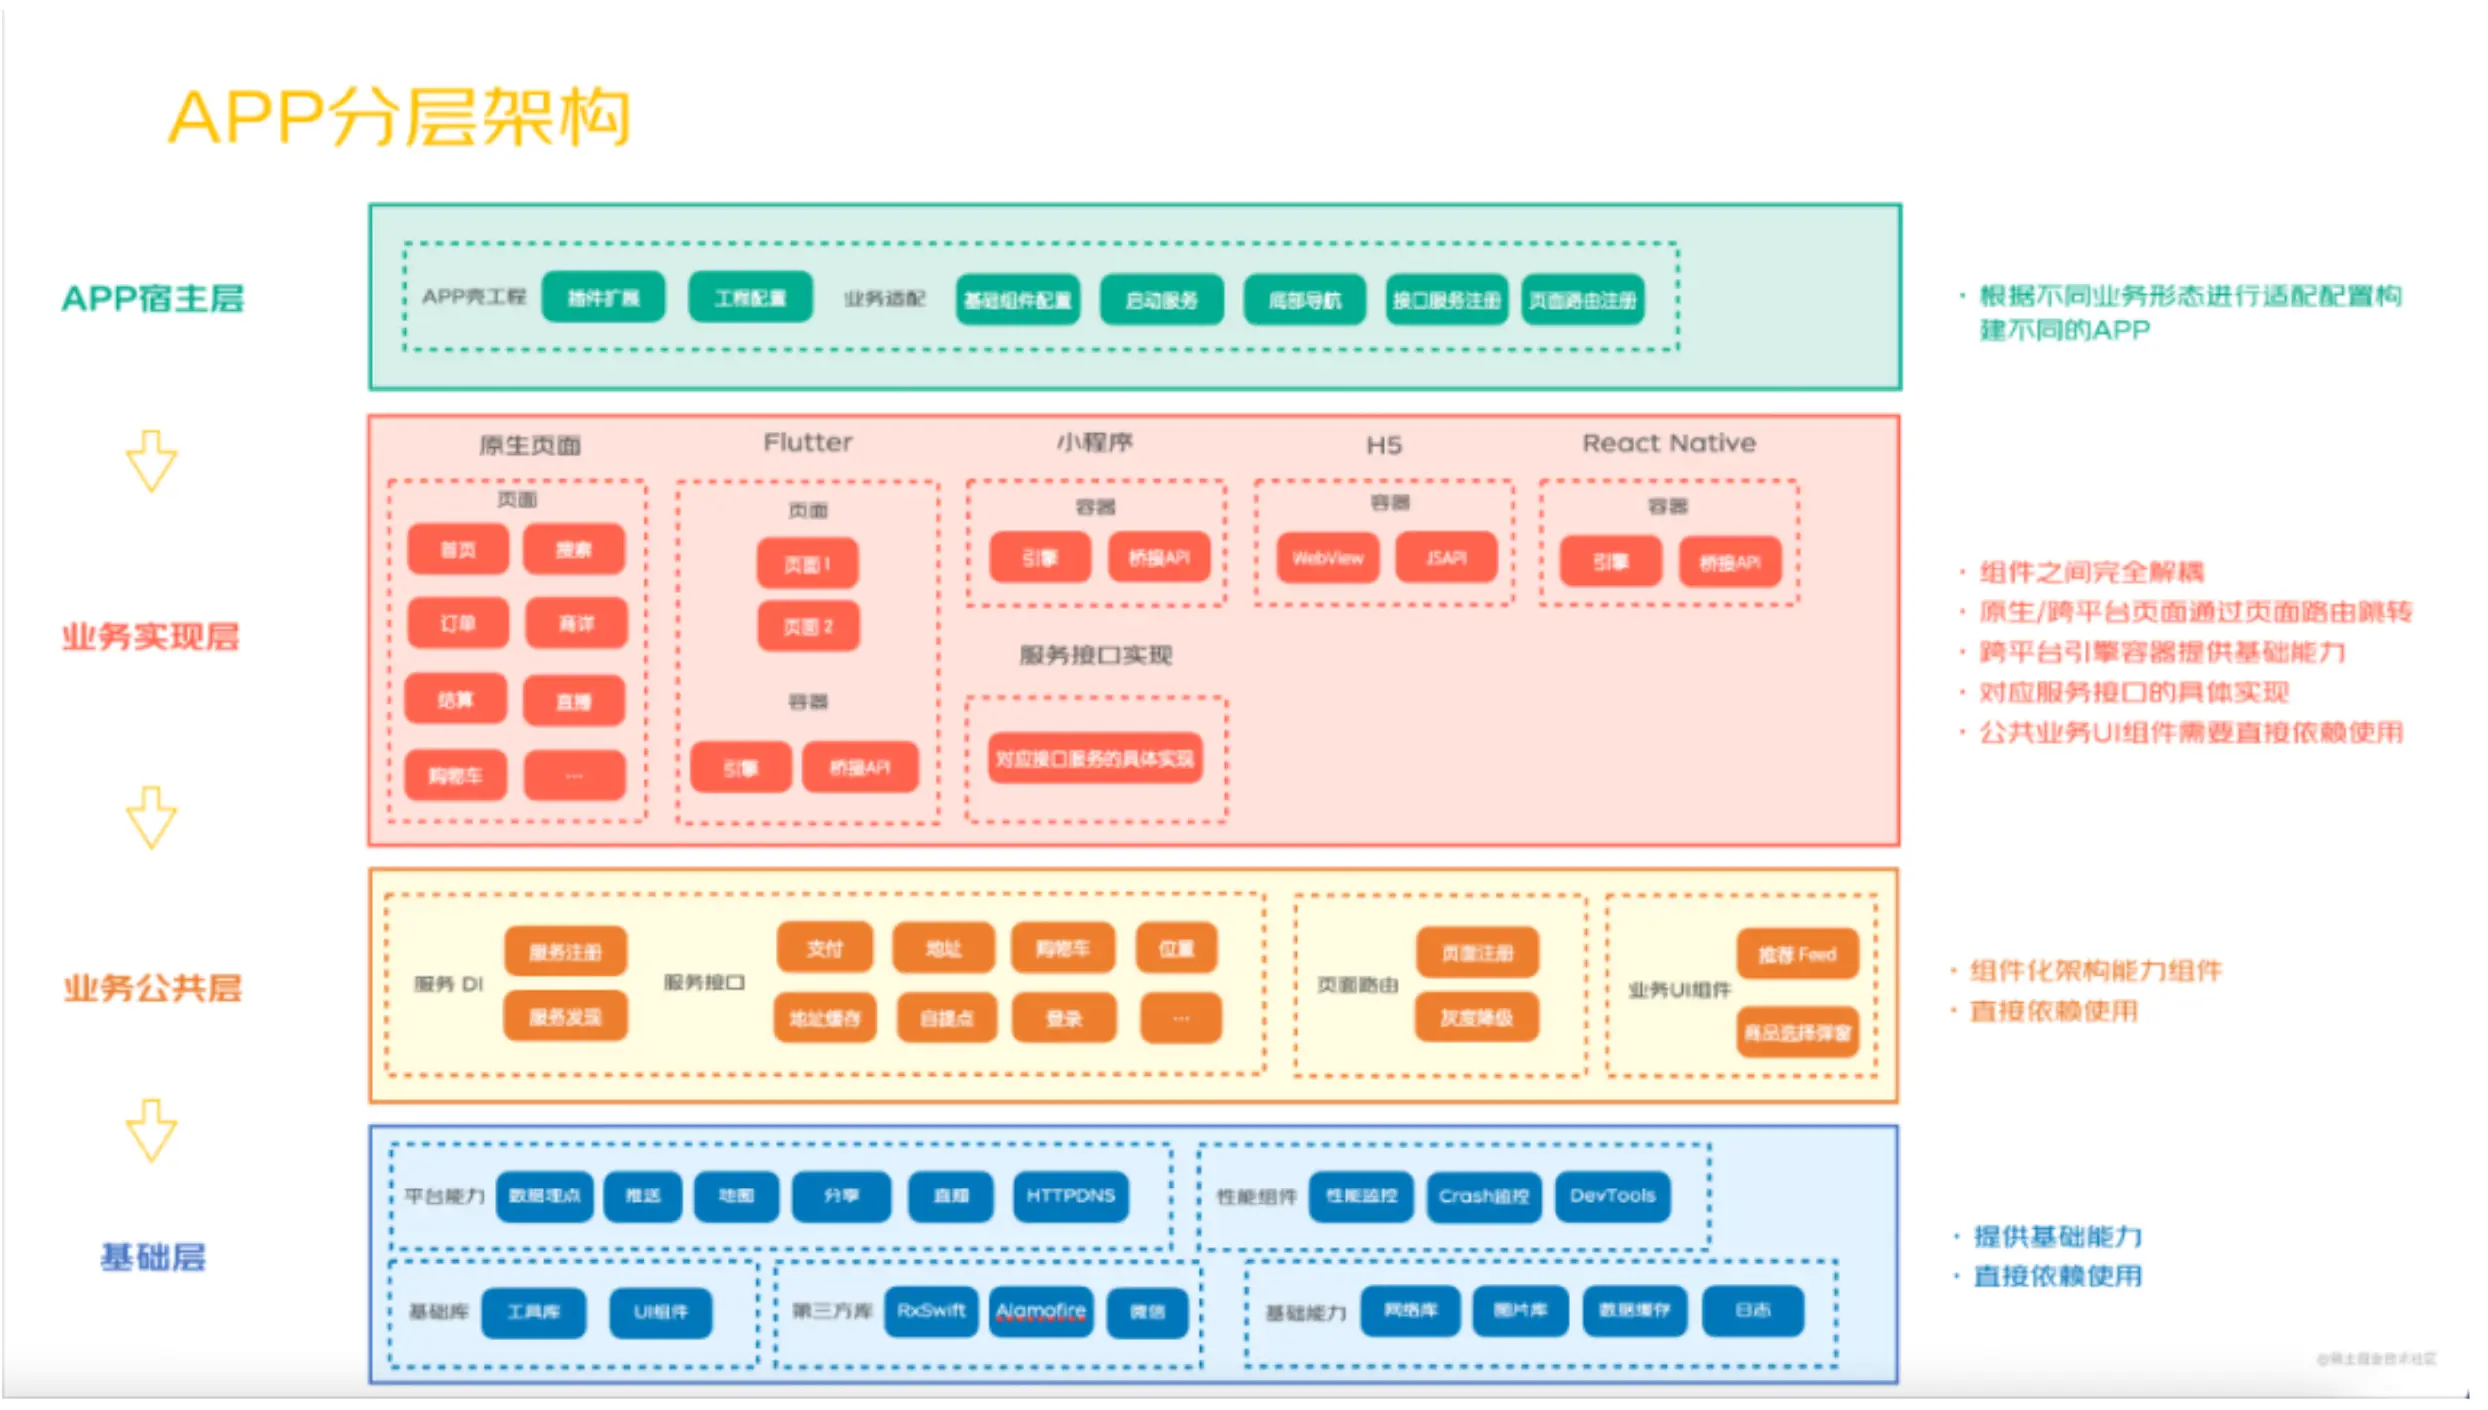 APP分层架构
APP宿主层
APP壳工程
插件扩展
工程配置
业务适配
基础组件配置
启动服务
底部导航
接口服务注册
页面路由注册
· 根据不同业务形态进行适配配置构
建不同的APP
业务实现层
原生页面
页面
首页
搜索
订单
商详
结算
直播
购物车
...
Flutter
页面
页面 1
页面 2
容器
引擎
桥接API
小程序
容器
引擎
桥接API
服务接口实现
对应接口服务的具体实现
H5
容器
WebView
JSAPI
React Native
容器
引擎
桥接API
· 组件之间完全解耦
· 原生/跨平台页面通过页面路由跳转
· 跨平台引擎容器提供基础能力
· 对应服务接口的具体实现
· 公共业务UI组件需要直接依赖使用
业务公共层
服务 DI
服务注册
服务发现
服务接口
支付
地址
购物车
位置
地址缓存
自提点
登录
...
页面路由
页面注册
灰度降级
业务UI组件
推荐 Feed
商品选择弹窗
· 组件化架构能力组件
· 直接依赖使用
基础层
平台能力
数据埋点
推送
地图
分享
HTTPDNS
性能组件
性能监控
Crash监控
DevTools
基础库
工具库
UI组件
第三方库
RxSwift
Alamofire
微信
基础能力
网络库
图片库
数据缓存
日志
· 提供基础能力
· 直接依赖使用
@稀土掘金技术社区